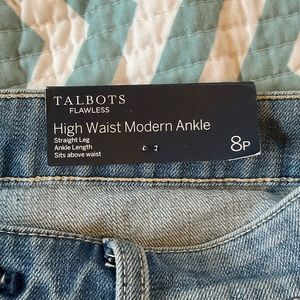 TALBOTS
FLAWLESS
High Waist Modern Ankle
Straight Leg
Ankle Length
Sits above waist
8P